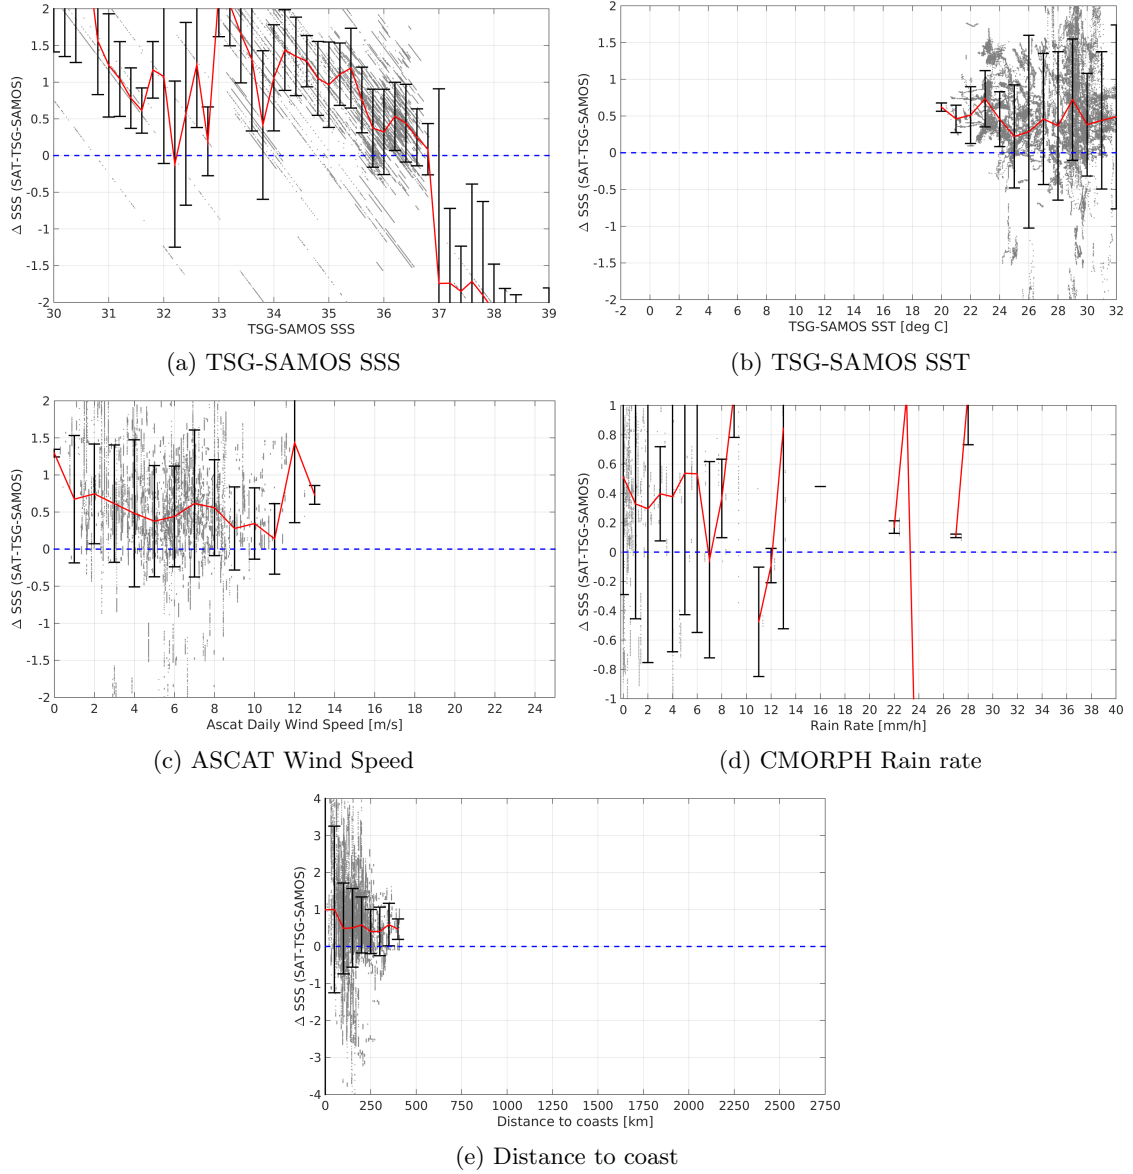 2
1.5
1
0.5
0
-0.5
-1
-1.5
-2
Δ SSS (SAT-TSG-SAMOS)
30 31 32 33 34 35 36 37 38 39
TSG-SAMOS SSS
(a) TSG-SAMOS SSS
2
1.5
1
0.5
0
0.5
-1
1.5
-2
Δ SSS (SAT-TSG-SAMOS)
-2 0 2 4 6 8 10 12 14 16 18 20 22 24 26 28 30 32
TSG-SAMOS SST [deg C]
(b) TSG-SAMOS SST
2
1.5
1
0.5
0
-0.5
-1
-1.5
-2
Δ SSS (SAT-TSG-SAMOS)
0 2 4 6 8 10 12 14 16 18 20 22 24
Ascat Daily Wind Speed [m/s]
(c) ASCAT Wind Speed
1
0.8
0.6
0.4
0.2
0
-0.2
-0.4
-0.6
-0.8
-1
Δ SSS (SAT-TSG-SAMOS)
0 2 4 6 8 10 12 14 16 18 20 22 24 26 28 30 32 34 36 38 40
Rain Rate [mm/h]
(d) CMORPH Rain rate
4
3
2
1
0
-1
-2
-3
-4
Δ SSS (SAT-TSG-SAMOS)
0 250 500 750 1000 1250 1500 1750 2000 2250 2500 2750
Distance to coasts [km]
(e) Distance to coast